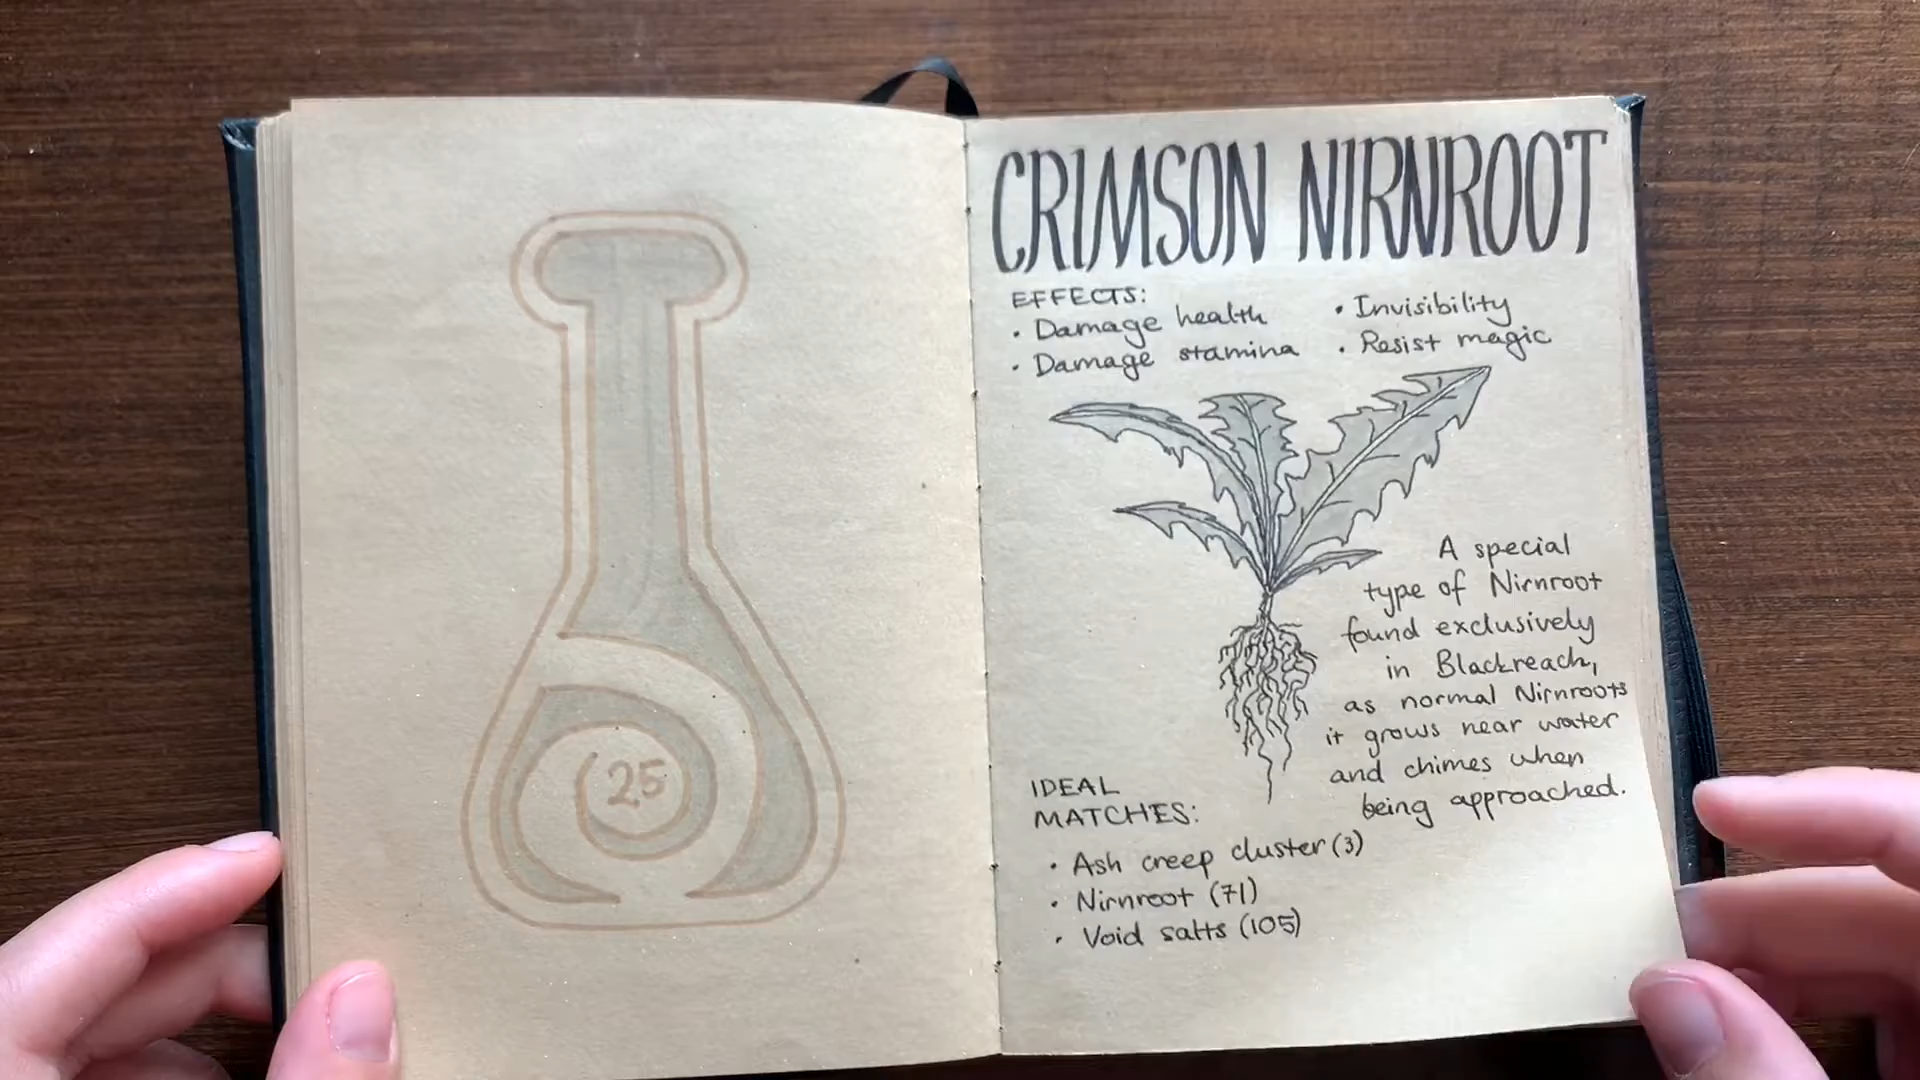 25
CRIMSON NIRNROOT
EFFECTS:
• Damage health
• Damage stamina
• Invisibility
• Resist magic
A special
type of Nirnroot
found exclusively
in Blackreach,
as normal Nirnroots
it grows near water
and chimes when
being approached.
IDEAL
MATCHES:
• Ash creep cluster (3)
• Nirnroot (71)
• Void salts (105)